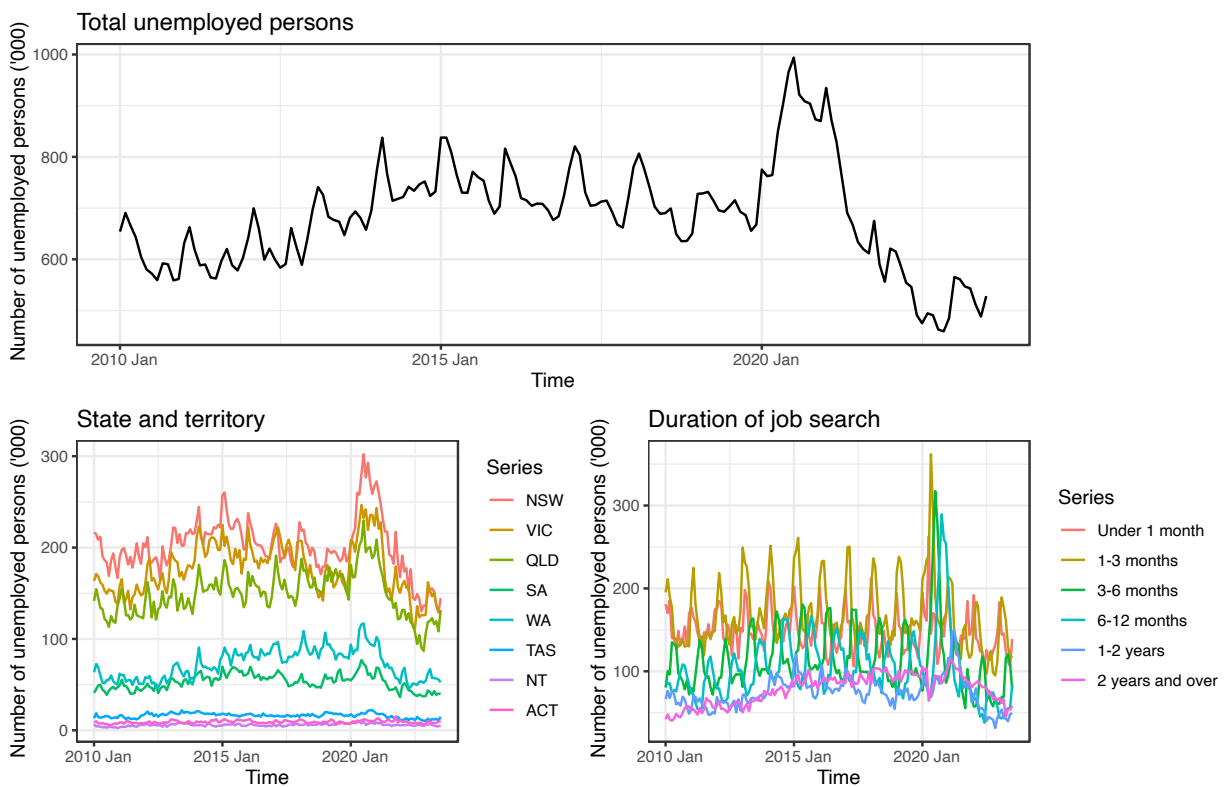 Total unemployed persons
Number of unemployed persons ('000)
1000
800
600
2010 Jan
2015 Jan
2020 Jan
Time
State and territory
Number of unemployed persons ('000)
300
200
100
0
2010 Jan
2015 Jan
2020 Jan
Time
Series
NSW
VIC
QLD
SA
WA
TAS
NT
ACT
Duration of job search
Number of unemployed persons ('000)
300
200
100
2010 Jan
2015 Jan
2020 Jan
Time
Series
Under 1 month
1-3 months
3-6 months
6-12 months
1-2 years
2 years and over